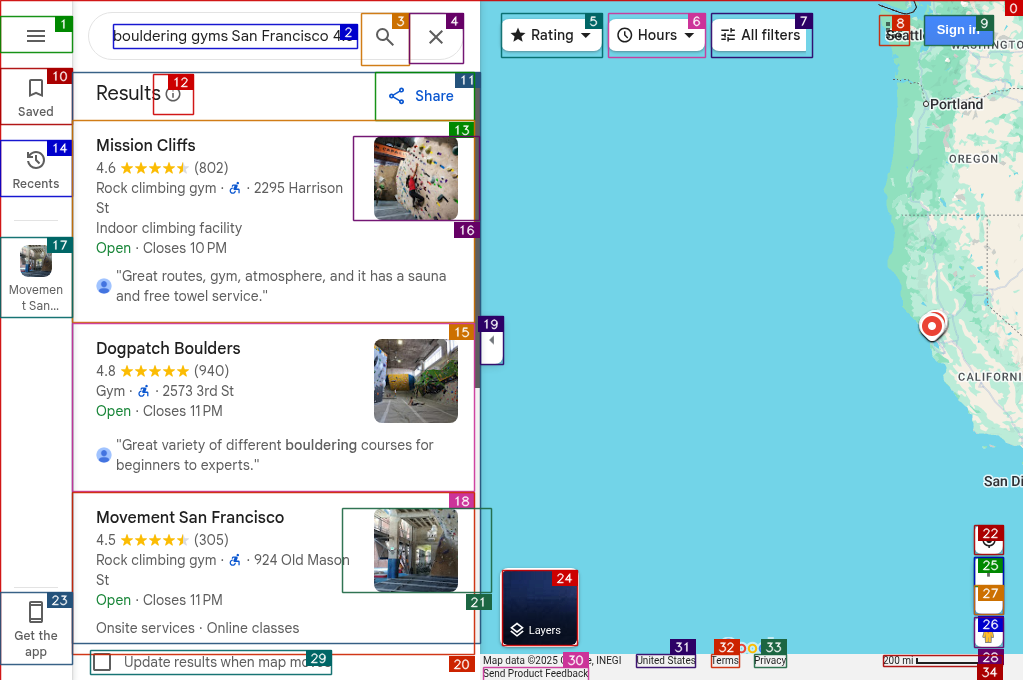 1
bouldering gyms San Francisco 4
2
3
4
5
Rating
6
Hours
7
All filters
8
Seattle
9
Sign in
0
WASHINGTON
10
Saved
Results
12
11
Share
Portland
OREGON
13
Mission Cliffs
4.6 (802)
Rock climbing gym · · 2295 Harrison
St
Indoor climbing facility
Open · Closes 10 PM
"Great routes, gym, atmosphere, and it has a sauna
and free towel service."
16
14
Recents
17
Movemen
t San...
15
Dogpatch Boulders
4.8 (940)
Gym · · 2573 3rd St
Open · Closes 11 PM
"Great variety of different bouldering courses for
beginners to experts."
19
CALIFORNI
San Di
18
Movement San Francisco
4.5 (305)
Rock climbing gym · · 924 Old Mason
St
Open · Closes 11 PM
Onsite services · Online classes
21
20
23
Get the
app
Update results when map mo
29
24
Layers
22
25
27
26
28
Map data ©2025
30
, INEGI
31
United States
32
Terms
33
Privacy
200 mi
34
Send Product Feedback